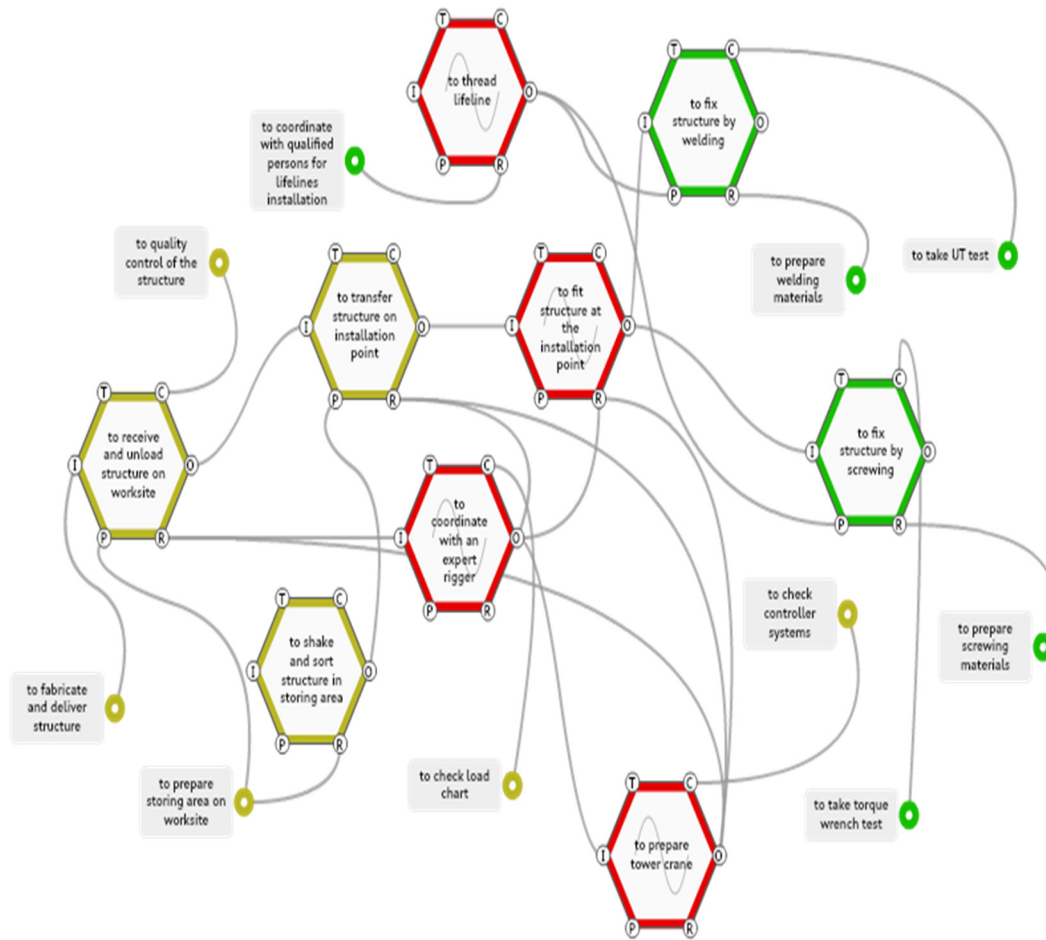 T
C
to thread
lifeline
I
O
P
R
T
C
to fix
structure by
welding
I
O
P
R
to coordinate
with qualified
persons for
lifelines
installation
to quality
control of the
structure
T
C
to transfer
structure on
installation
point
I
O
P
R
T
C
to fit
structure at
the
installation
point
I
O
P
R
to prepare
welding
materials
to take UT test
T
C
to receive
and unload
structure on
worksite
I
O
P
R
T
C
to
coordinate
with an
expert
rigger
I
O
P
R
T
C
to fix
structure by
screwing
I
O
P
R
T
C
to shake
and sort
structure in
storing area
I
O
P
R
to check
controller
systems
to prepare
screwing
materials
to fabricate
and deliver
structure
to prepare
storing area on
worksite
to check load
chart
to take torque
wrench test
T
C
to prepare
tower crane
I
O
P
R